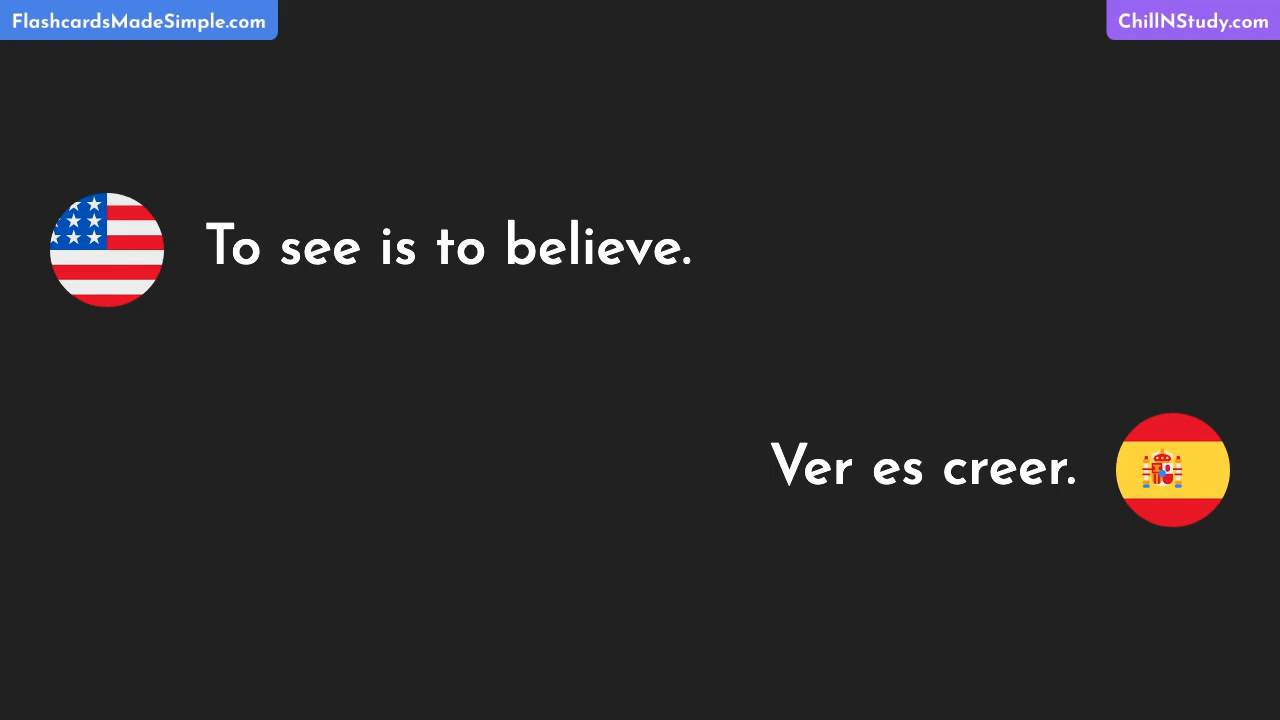 FlashcardsMadeSimple.com
ChillNStudy.com
To see is to believe.
Ver es creer.